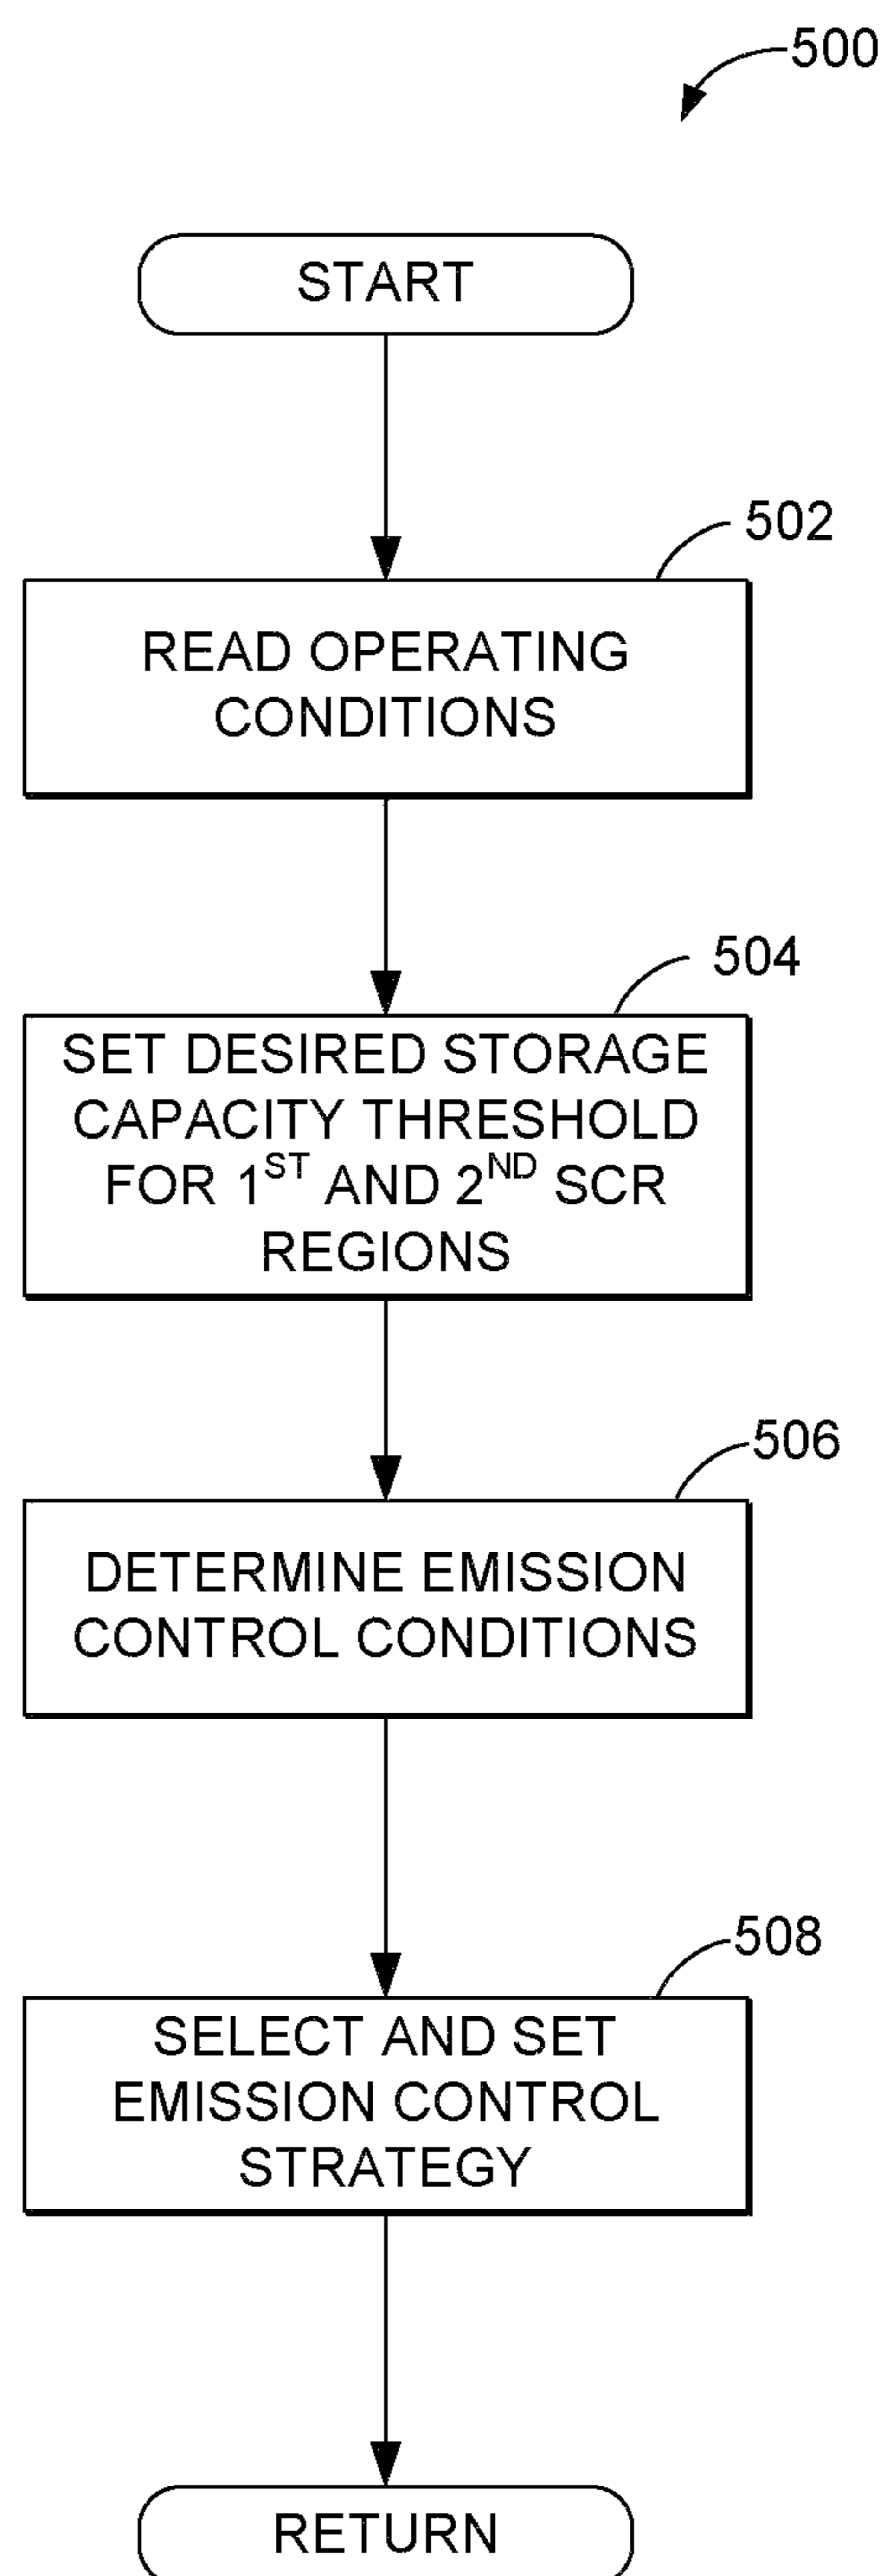 500
START
502
READ OPERATING
CONDITIONS
504
SET DESIRED STORAGE
CAPACITY THRESHOLD
FOR 1ST AND 2ND SCR
REGIONS
506
DETERMINE EMISSION
CONTROL CONDITIONS
508
SELECT AND SET
EMISSION CONTROL
STRATEGY
RETURN